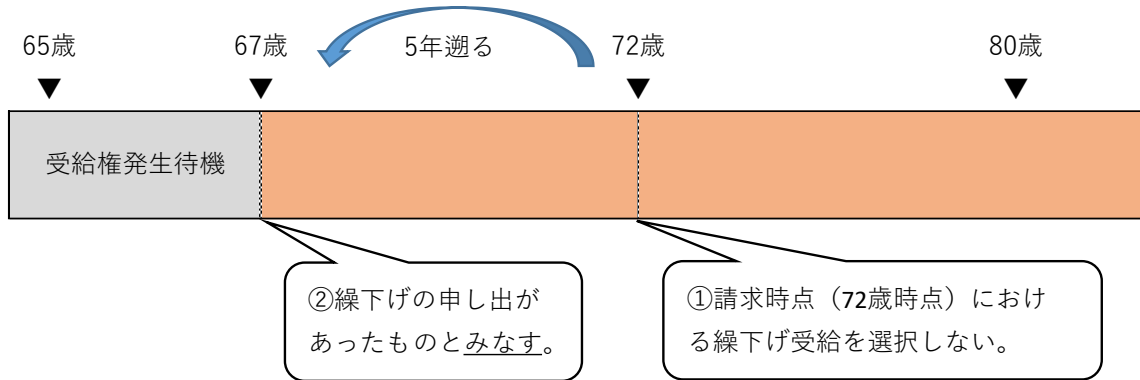 65歳
67歳
5年遡る
72歳
80歳
受給権発生待機
②繰下げの申し出が
あったものとみなす。
①請求時点（72歳時点）におけ
る繰下げ受給を選択しない。